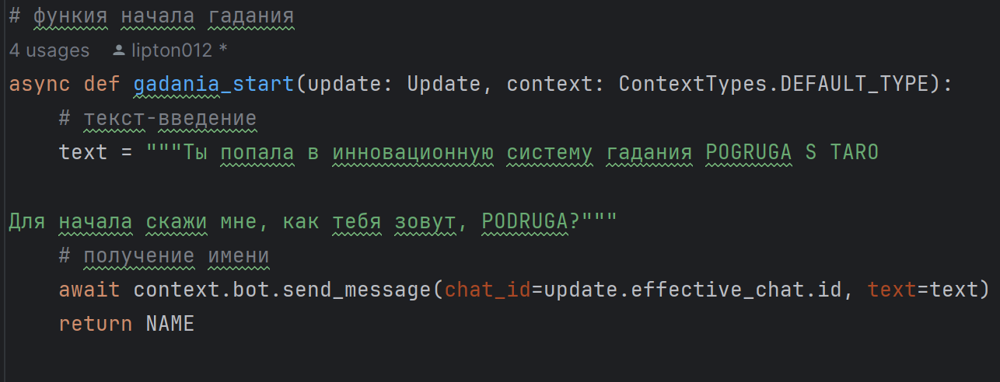 # функия начала гадания
4 usages lipton012 *
async def gadania_start(update: Update, context: ContextTypes.DEFAULT_TYPE):
# текст-введение
text = """Ты попала в инновационную систему гадания POGRUGA S TARO
Для начала скажи мне, как тебя зовут, PODRUGA?"""
# получение имени
await context.bot.send_message(chat_id=update.effective_chat.id, text=text)
return NAME